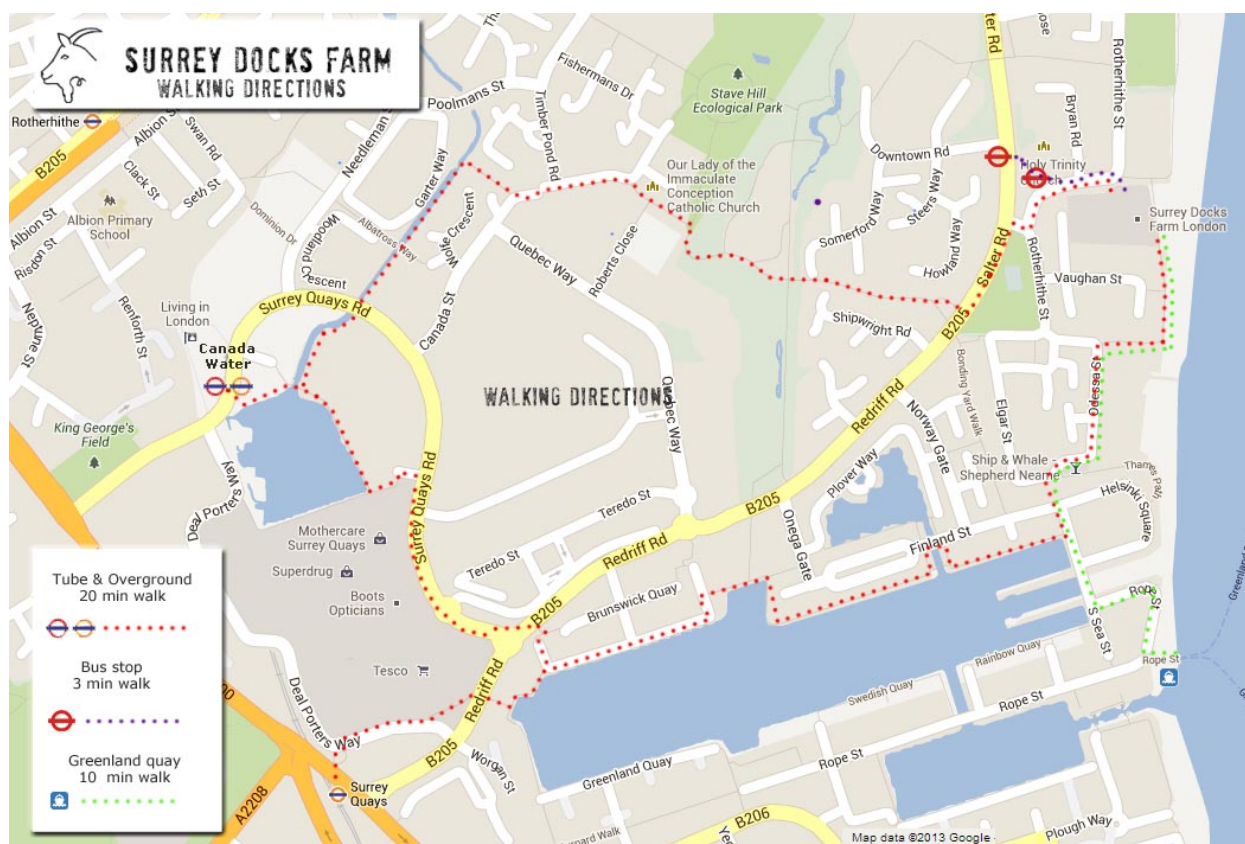 SURREY DOCKS FARM
WALKING DIRECTIONS
Poolmans St
Fishermans Dr
Timber Pond Rd
Stave Hill
Ecological Park
Rotherhithe St
Bryan Rd
Rotherhithe
B205
Albion St
Swan Rd
Needleman St
Clack St
Seth St
Garter Way
Downtown Rd
Holy Trinity
Church
Our Lady of the
Immaculate
Conception
Catholic Church
Albion Primary
School
Albion St
Risdon St
Dominion Dr
Woodland
Crescent
Albatross Way
Wolfe Crescent
Quebec Way
Roberts Close
Somerford Way
Sfeers Way
Howland Way
Salter Rd
Surrey Docks
Farm London
Rotherhithe St
Vaughan St
Neptune St
Renforth St
Living in
London
Surrey Quays Rd
Canada St
Shipwright Rd
B205
Canada
Water
WALKING DIRECTIONS
Quebec Way
Redriff Rd
Bonding Yard Walk
Norway Gate
Elgar St
Odessa St
King George's
Field
Deal Porters Way
Surrey Quays Rd
Plover Way
Ship & Whale -
Shepherd Neame
Thames Path
Helsinki Square
Mothercare
Surrey Quays
Superdrug
Boots
Opticians
Tesco
Teredo St
Teredo St
B205
Redriff Rd
Onega Gate
Finland St
B205
Brunswick Quay
Rope St
S Sea St
Rope St
Rainbow Quay
Swedish Quay
Rope St
Redriff Rd
Deal Porters Way
B205
Worgan St
Greenland Quay
Rope St
Surrey
Quays
A2208
B206
Plough Way
Map data ©2013 Google
Tube & Overground
20 min walk
Bus stop
3 min walk
Greenland quay
10 min walk